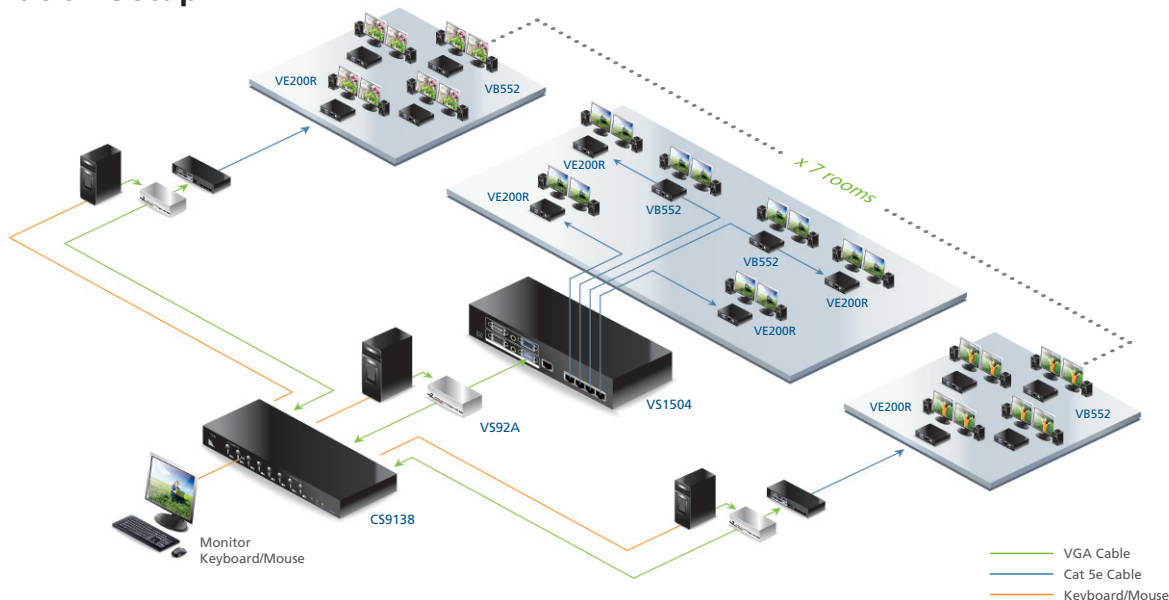 VE200R
VB552
x 7 rooms
VE200R
VE200R
VB552
VB552
VE200R
VE200R
VS1504
VS92A
VE200R
VB552
CS9138
Monitor
Keyboard/Mouse
VGA Cable
Cat 5e Cable
Keyboard/Mouse